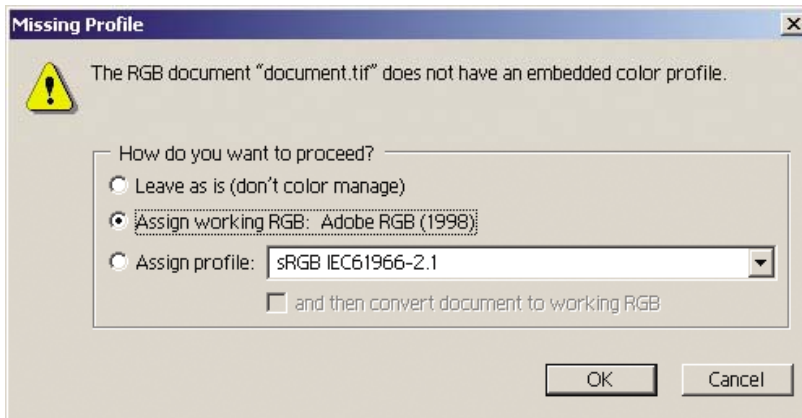 Missing Profile
The RGB document “document.tif” does not have an embedded color profile.
How do you want to proceed?
Leave as is (don’t color manage)
Assign working RGB: Adobe RGB (1998)
Assign profile: sRGB IEC61966-2.1
and then convert document to working RGB
OK Cancel